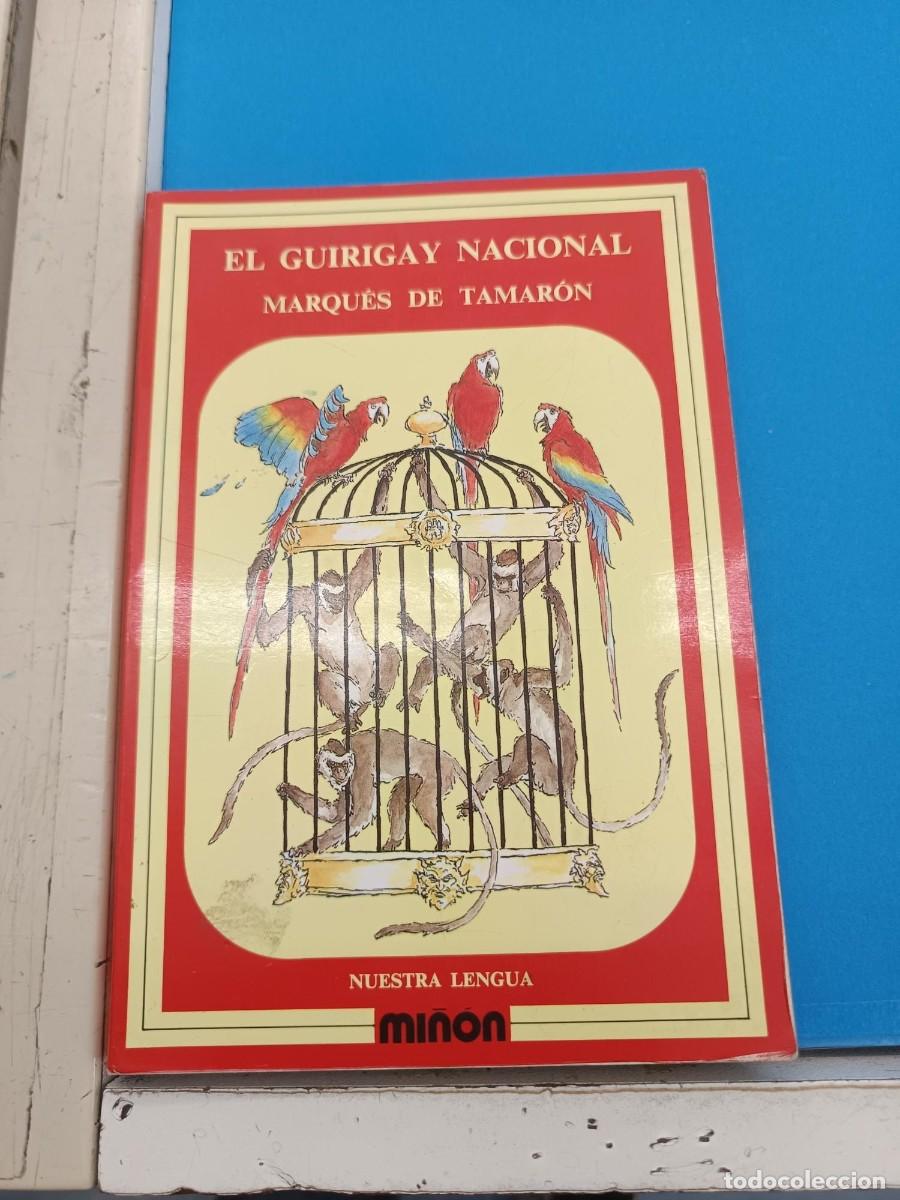 EL GUIRIGAY NACIONAL
MARQUÉS DE TAMARÓN
NUESTRA LENGUA
miñón
todocoleccion